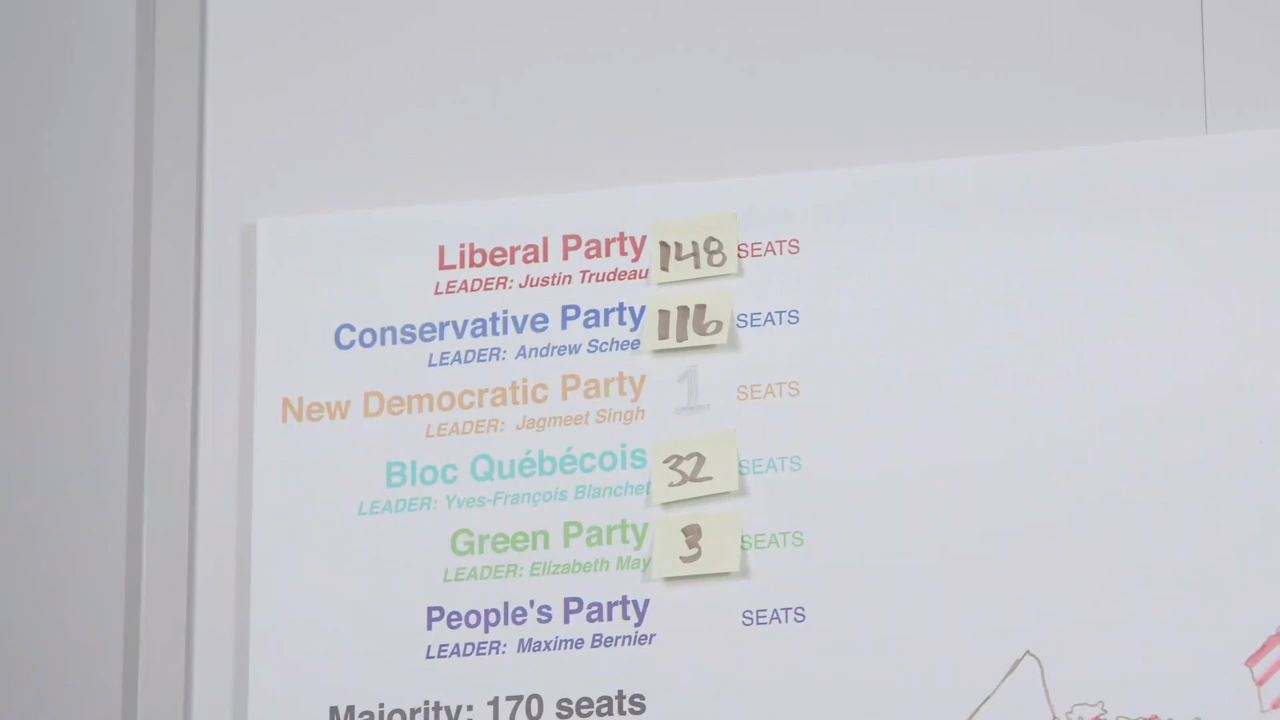 Liberal Party 148 SEATS
LEADER: Justin Trudeau
Conservative Party 116 SEATS
LEADER: Andrew Schee
New Democratic Party 1 SEATS
LEADER: Jagmeet Singh
Bloc Québécois 32 SEATS
LEADER: Yves-François Blanchet
Green Party 3 SEATS
LEADER: Elizabeth May
People's Party SEATS
LEADER: Maxime Bernier
Majority: 170 seats